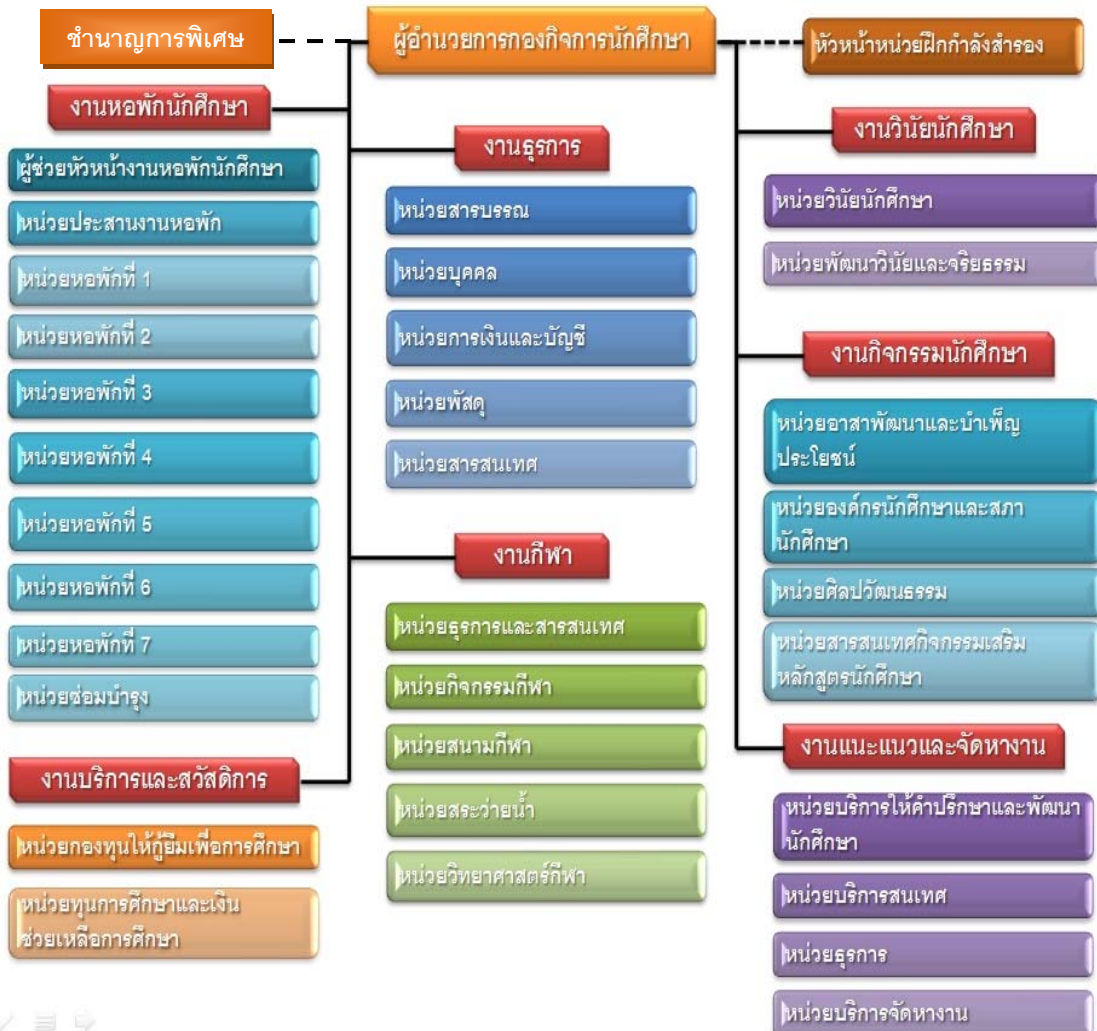 ชำนาญการพิเศษ
ผู้อำนวยการกองกิจการนักศึกษา
หัวหน้าหน่วยฝึกกำลังสำรอง
งานหอพักนักศึกษา
ผู้ช่วยหัวหน้างานหอพักนักศึกษา
หน่วยประสานงานหอพัก
หน่วยหอพักที่ 1
หน่วยหอพักที่ 2
หน่วยหอพักที่ 3
หน่วยหอพักที่ 4
หน่วยหอพักที่ 5
หน่วยหอพักที่ 6
หน่วยหอพักที่ 7
หน่วยซ่อมบำรุง
งานบริการและสวัสดิการ
หน่วยกองทุนให้กู้ยืมเพื่อการศึกษา
หน่วยทุนการศึกษาและเงิน
ช่วยเหลือการศึกษา
งานธุรการ
หน่วยสารบรรณ
หน่วยบุคคล
หน่วยการเงินและบัญชี
หน่วยพัสดุ
หน่วยสารสนเทศ
งานกีฬา
หน่วยธุรการและสารสนเทศ
หน่วยกิจกรรมกีฬา
หน่วยสนามกีฬา
หน่วยสระว่ายน้ำ
หน่วยวิทยาศาสตร์กีฬา
งานวินัยนักศึกษา
หน่วยวินัยนักศึกษา
หน่วยพัฒนาวินัยและจริยธรรม
งานกิจกรรมนักศึกษา
หน่วยอาสาพัฒนาและบำเพ็ญ
ประโยชน์
หน่วยองค์กรนักศึกษาและสภา
นักศึกษา
หน่วยศิลปวัฒนธรรม
หน่วยสารสนเทศกิจกรรมเสริม
หลักสูตรนักศึกษา
งานแนะแนวและจัดหางาน
หน่วยบริการให้คำปรึกษาและพัฒนา
นักศึกษา
หน่วยบริการสนเทศ
หน่วยธุรการ
หน่วยบริการจัดหางาน